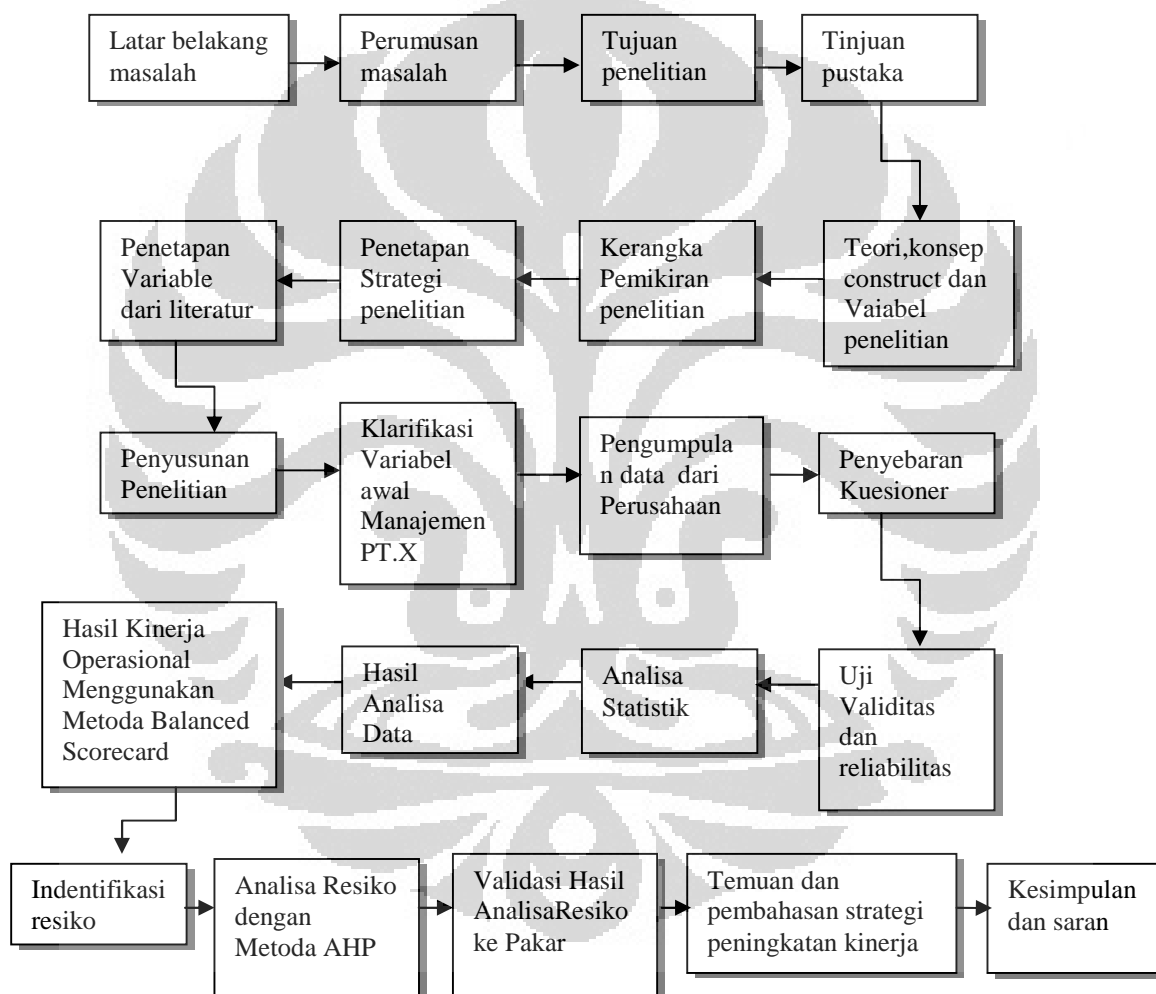 Latar belakang
masalah
Perumusan
masalah
Tujuan
penelitian
Tinjuan
pustaka
Teori,konsep
construct dan
Vaiabel
penelitian
Kerangka
Pemikiran
penelitian
Penetapan
Strategi
penelitian
Penetapan
Variable
dari literatur
Penyusunan
Penelitian
Klarifikasi
Variabel
awal
Manajemen
PT.X
Pengumpula
n data dari
Perusahaan
Penyebaran
Kuesioner
Uji
Validitas
dan
reliabilitas
Analisa
Statistik
Hasil
Analisa
Data
Hasil Kinerja
Operasional
Menggunakan
Metoda Balanced
Scorecard
Indentifikasi
resiko
Analisa Resiko
dengan
Metoda AHP
Validasi Hasil
AnalisaResiko
ke Pakar
Temuan dan
pembahasan strategi
peningkatan kinerja
Kesimpulan
dan saran